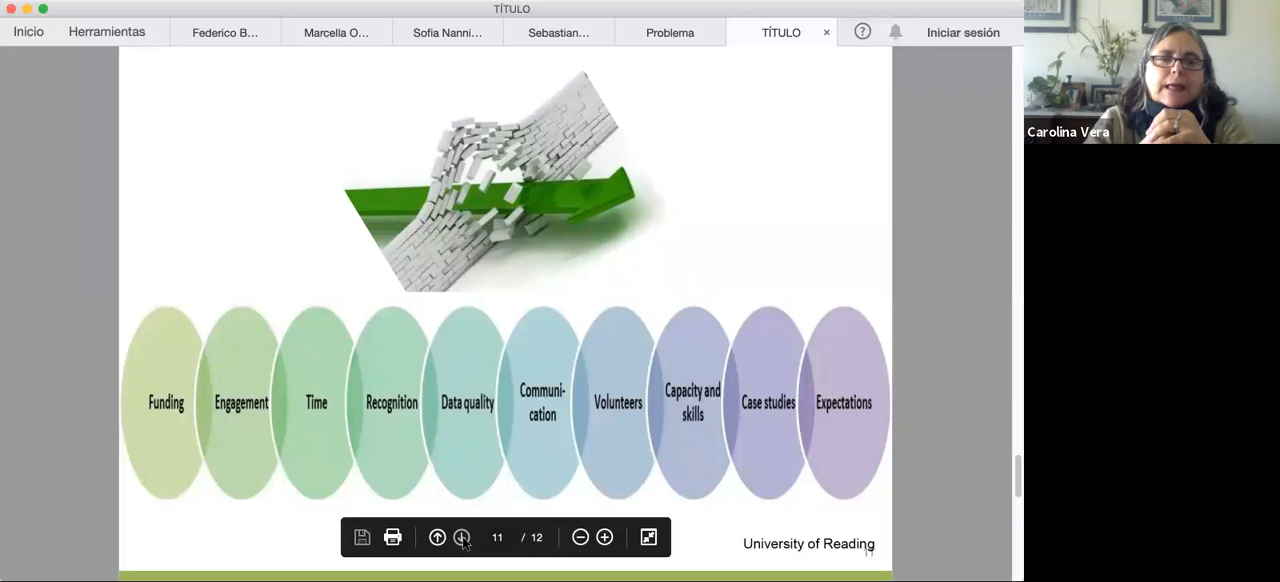 TÍTULO
Inicio
Herramientas
Federico B...
Marcella O...
Sofia Nanni...
Sebastian...
Problema
TÍTULO
×
?
Iniciar sesión
Carolina Vera
Funding
Engagement
Time
Recognition
Data quality
Communi-
cation
Volunteers
Capacity and
skills
Case studies
Expectations
11 / 12
University of Reading
11